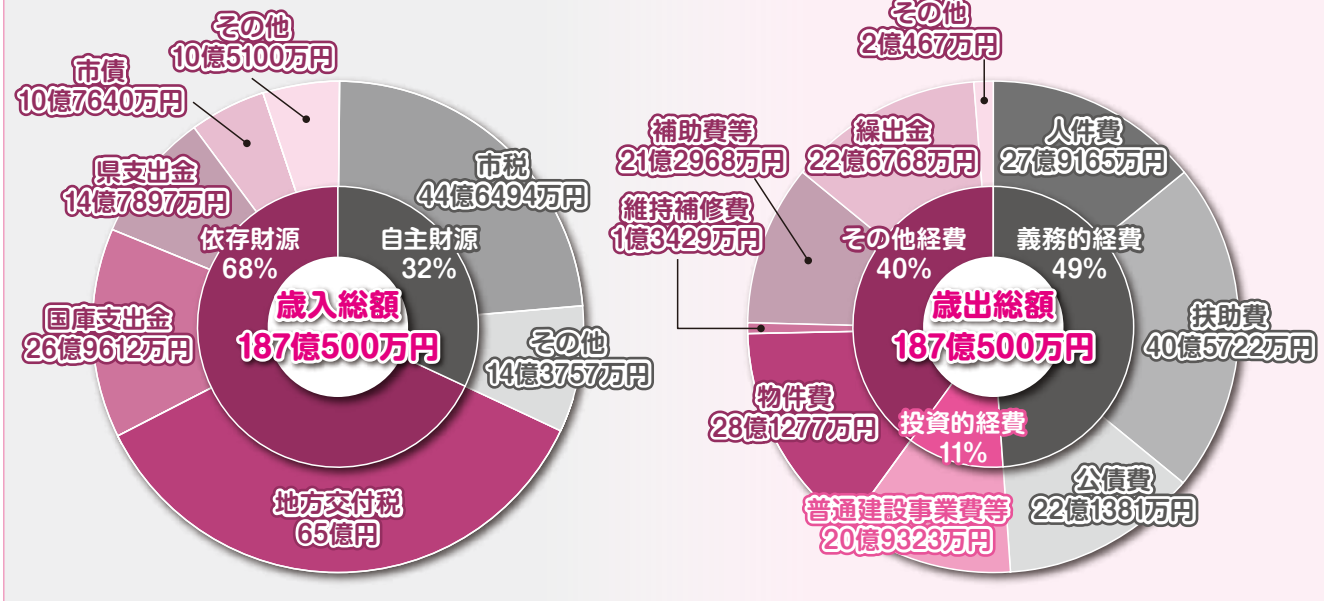 その他
10億5100万円
市債
10億7640万円
県支出金
14億7897万円
国庫支出金
26億9612万円
地方交付税
65億円
市税
44億6494万円
その他
14億3757万円
依存財源
68%
自主財源
32%
歳入総額
187億500万円
その他
2億467万円
補助費等
21億2968万円
繰出金
22億6768万円
維持補修費
1億3429万円
物件費
28億1277万円
普通建設事業費等
20億9323万円
人件費
27億9165万円
扶助費
40億5722万円
公債費
22億1381万円
その他経費
40%
義務的経費
49%
投資的経費
11%
歳出総額
187億500万円